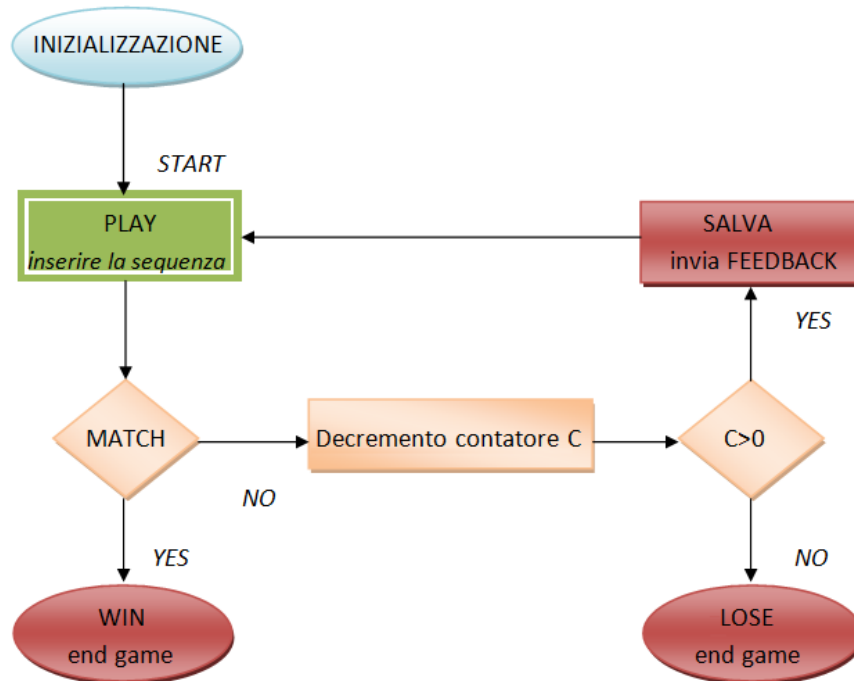 INIZIALIZZAZIONE
START
PLAY
inserire la sequenza
SALVA
invia FEEDBACK
YES
MATCH
Decremento contatore C
C>0
NO
YES
NO
WIN
end game
LOSE
end game